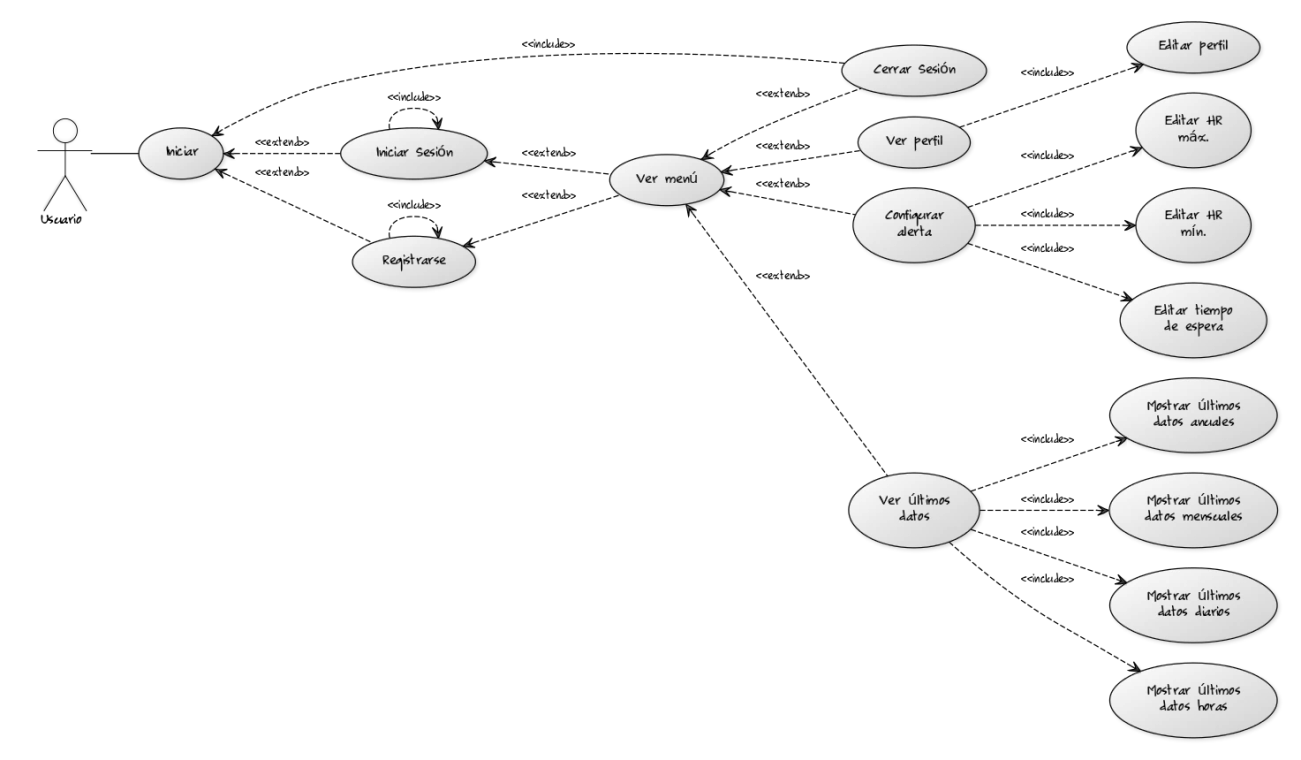 <<include>>
Cerrar Sesión
Editar perfil
<<include>>
<<extend>>
Editar HR
máx.
<<include>>
Iniciar
<<extend>>
Iniciar Sesión
<<extend>>
<<extend>>
Ver perfil
<<include>>
<<extend>>
Ver menú
<<extend>>
<<extend>>
Configurar
alerta
<<include>>
Editar HR
mín.
Usuario
<<include>>
Registrarse
<<include>>
<<extend>>
Editar tiempo
de espera
Mostrar Últimos
datos anuales
<<include>>
Ver Últimos
datos
<<include>>
Mostrar Últimos
datos mensuales
<<include>>
<<include>>
Mostrar Últimos
datos diarios
Mostrar Últimos
datos horas